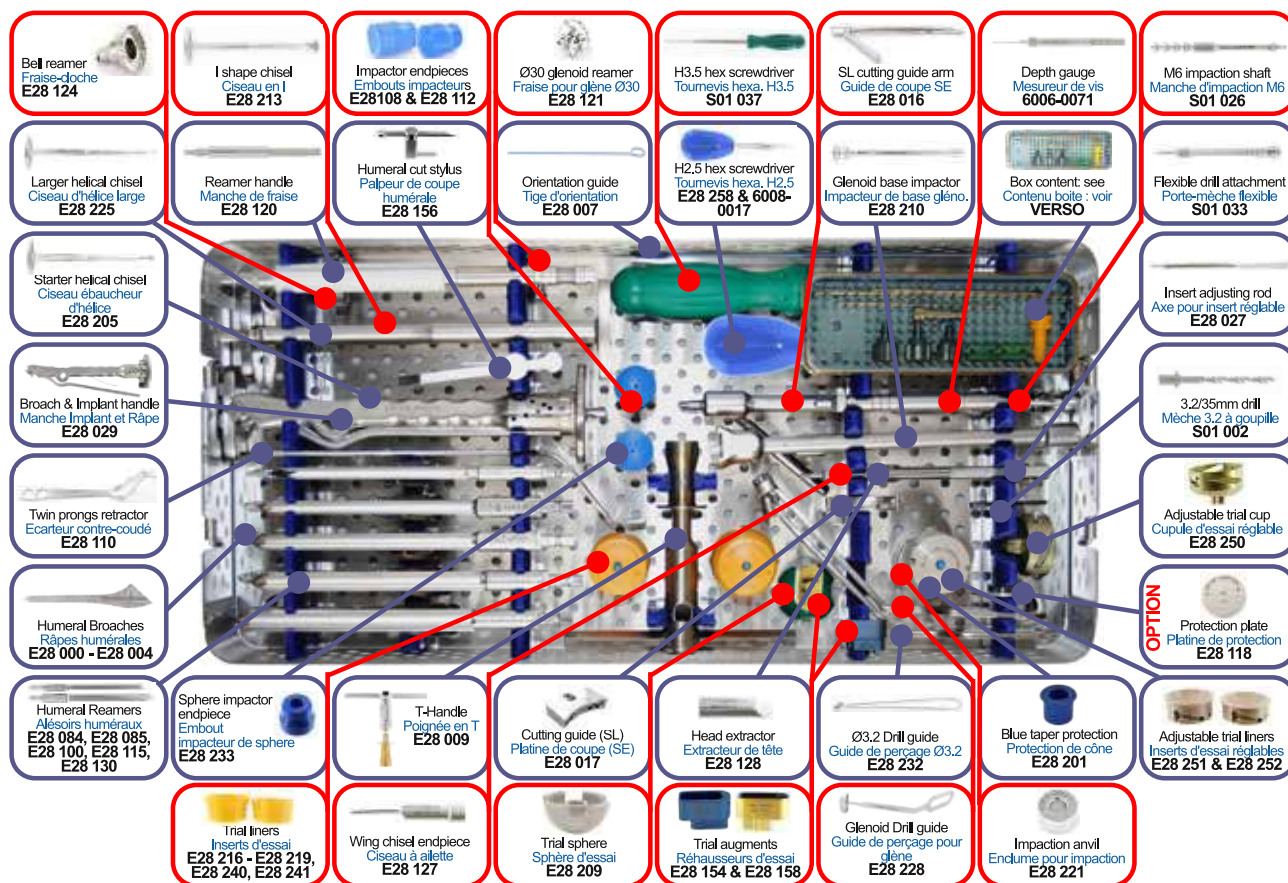 Bell reamer
Fraise-cloche
E28 124
I shape chisel
Ciseau en I
E28 213
Impactor endpieces
Embouts impacteurs
E28108 & E28 112
Ø30 glenoid reamer
Fraise pour glène Ø30
E28 121
H3.5 hex screwdriver
Tournevis hexa. H3.5
S01 037
SL cutting guide arm
Guide de coupe SE
E28 016
Depth gauge
Mesureur de vis
6006-0071
M6 impaction shaft
Manche d'impaction M6
S01 026
Larger helical chisel
Ciseau d'hélice large
E28 225
Reamer handle
Manche de fraise
E28 120
Humeral cut stylus
Palpeur de coupe
humérale
E28 156
Orientation guide
Tige d'orientation
E28 007
H2,5 hex screwdriver
Tournevis hexa, H2.5
E28 258 & 6008-
0017
Glenoid base impactor
Impacteur de base gléno.
E28 210
Box content: see
Contenu boite : voir
VERSO
Flexible drill attachment
Porte-mèche flexible
S01 033
Starter helical chisel
Ciseau ébaucheur
d'hélice
E28 205
Insert adjusting rod
Axe pour insert réglable
E28 027
Broach & Implant handle
Manche Implant et Râpe
E28 029
3.2/35mm drill
Mèche 3.2 à goupille
S01 002
Twin prongs retractor
Ecarteur contre-coudé
E28 110
Adjustable trial cup
Cupule d'essai réglable
E28 250
Humeral Broaches
Râpes humérales
E28 000 - E28 004
OPTION
Protection plate
Platine de protection
E28 118
Humeral Reamers
Alésoirs huméraux
E28 084, E28 085,
E28 100, E28 115,
E28 130
Sphere impactor
endpiece
Embout
impacteur de sphere
E28 233
T-Handle
Poignée en T
E28 009
Cutting guide (SL)
Platine de coupe (SE)
E28 017
Head extractor
Extracteur de tête
E28 128
Ø3.2 Drill guide
Guide de perçage Ø3.2
E28 232
Blue taper protection
Protection de cône
E28 201
Adjustable trial liners
Inserts d'essai réglables
E28 251 & E28 252
Trial liners
Inserts d'essai
E28 216 - E28 219,
E28 240, E28 241
Wing chisel endpiece
Ciseau à ailette
E28 127
Trial sphere
Sphère d'essai
E28 209
Trial augments
Réhausseurs d'essai
E28 154 & E28 158
Glenoid Drill guide
Guide de perçage pour
glène
E28 228
Impaction anvil
Enclume pour impaction
E28 221